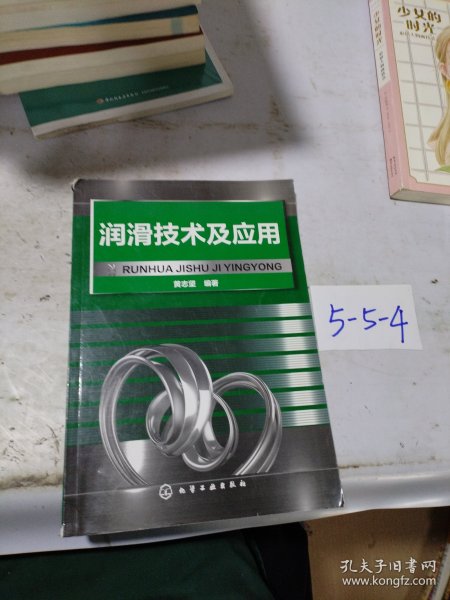 少女的
时光
润滑技术及应用
RUNHUA JISHU JI YINGYONG
黄志坚 编著
5-5-4
化学工业出版社
孔夫子旧书网
www.kongfz.com